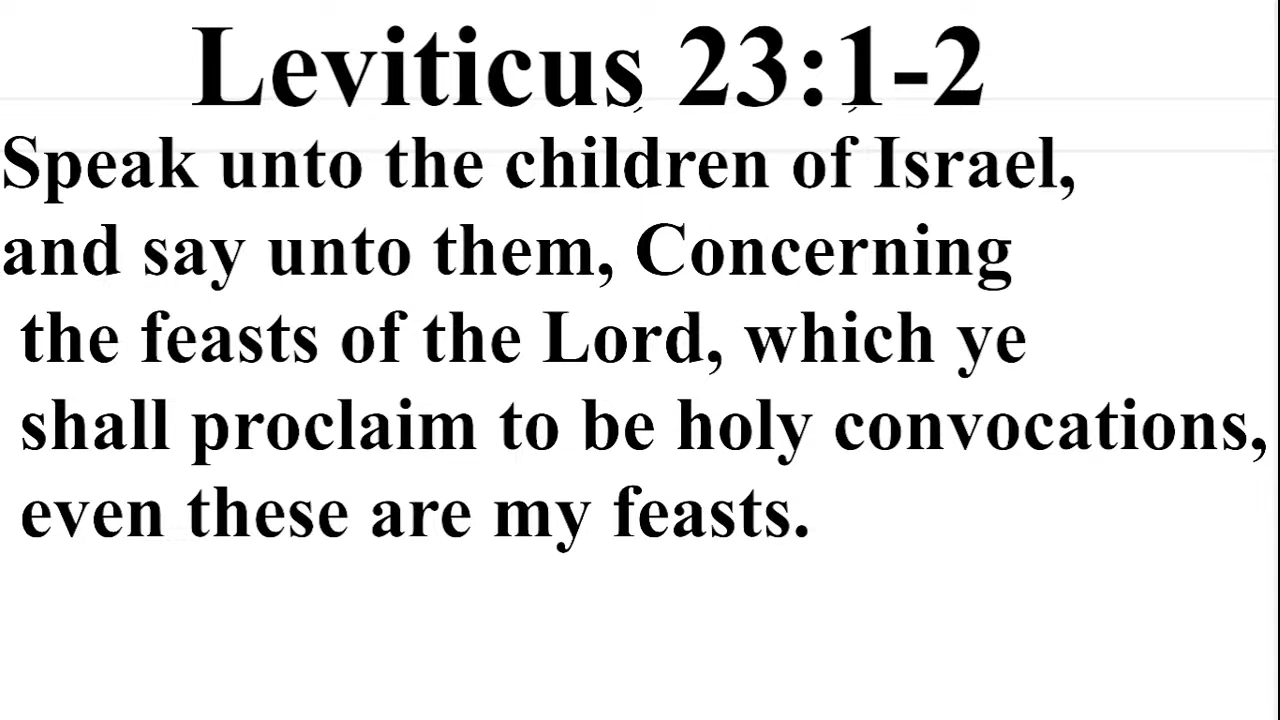 Leviticus 23:1-2
Speak unto the children of Israel,
and say unto them, Concerning
the feasts of the Lord, which ye
shall proclaim to be holy convocations,
even these are my feasts.